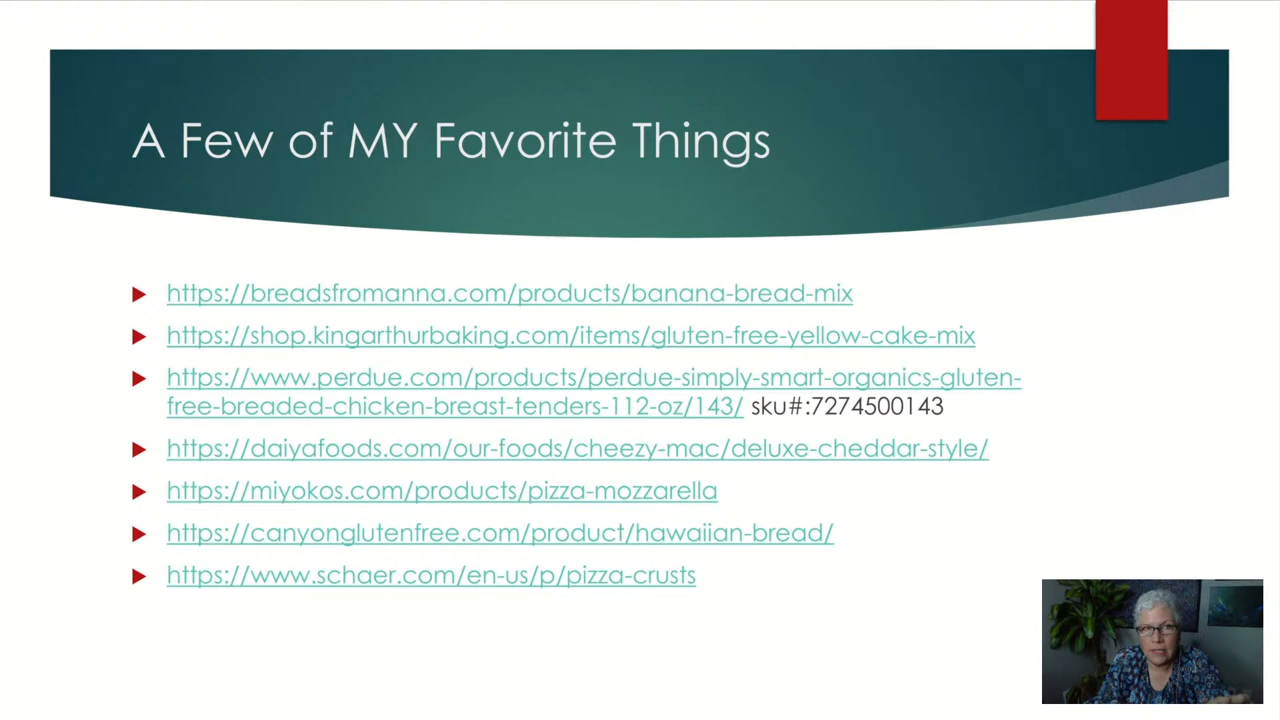 A Few of MY Favorite Things
https://breadsfromanna.com/products/banana-bread-mix
https://shop.kingarthurbaking.com/items/gluten-free-yellow-cake-mix
https://www.perdue.com/products/perdue-simply-smart-organics-gluten-
free-breaded-chicken-breast-tenders-112-oz/143/ sku#:7274500143
https://daiyafoods.com/our-foods/cheezy-mac/deluxe-cheddar-style/
https://miyokos.com/products/pizza-mozzarella
https://canyonglutenfree.com/product/hawaiian-bread/
https://www.schaer.com/en-us/p/pizza-crusts